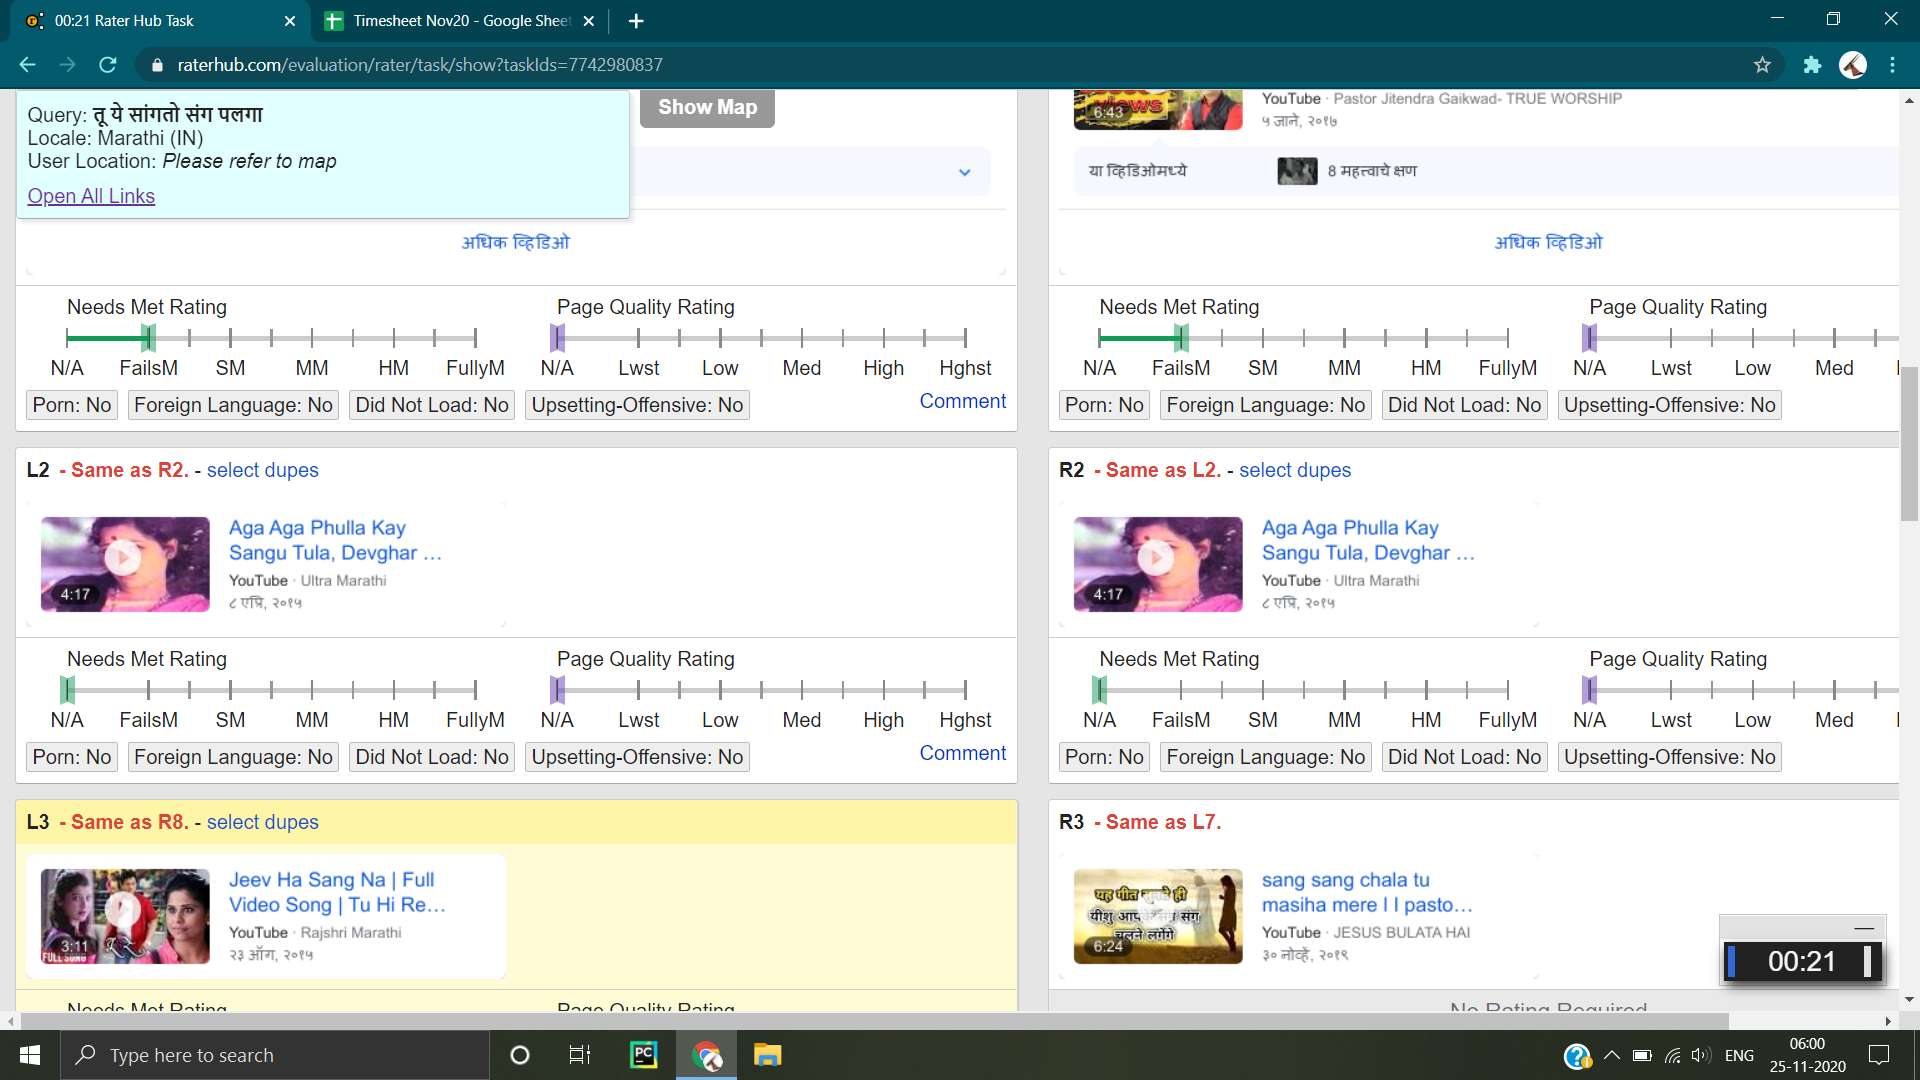 00:21 Rater Hub Task
Timesheet Nov20 - Google Sheet
raterhub.com/evaluation/rater/task/show?taskIds=7742980837
Query: तू ये सांगतो संग पलगा
Locale: Marathi (IN)
User Location: Please refer to map
Open All Links
Show Map
अधिक व्हिडिओ
Needs Met Rating
Page Quality Rating
N/A FailsM SM MM HM FullyM
N/A Lwst Low Med High Hghst
Porn: No Foreign Language: No Did Not Load: No Upsetting-Offensive: No Comment
views
6:43
YouTube · Pastor Jitendra Gaikwad- TRUE WORSHIP
५ जाने, २०१७
या व्हिडिओमध्ये
8 महत्त्वाचे क्षण
अधिक व्हिडिओ
Needs Met Rating
Page Quality Rating
N/A FailsM SM MM HM FullyM
N/A Lwst Low Med
Porn: No Foreign Language: No Did Not Load: No Upsetting-Offensive: No
L2 - Same as R2. - select dupes
4:17
Aga Aga Phulla Kay
Sangu Tula, Devghar ...
YouTube · Ultra Marathi
८ एप्रि, २०१५
Needs Met Rating
Page Quality Rating
N/A FailsM SM MM HM FullyM
N/A Lwst Low Med High Hghst
Porn: No Foreign Language: No Did Not Load: No Upsetting-Offensive: No Comment
R2 - Same as L2. - select dupes
4:17
Aga Aga Phulla Kay
Sangu Tula, Devghar ...
YouTube · Ultra Marathi
८ एप्रि, २०१५
Needs Met Rating
Page Quality Rating
N/A FailsM SM MM HM FullyM
N/A Lwst Low Med
Porn: No Foreign Language: No Did Not Load: No Upsetting-Offensive: No
L3 - Same as R8. - select dupes
3:11
FULL SONG
Jeev Ha Sang Na | Full
Video Song | Tu Hi Re...
YouTube · Rajshri Marathi
२३ ऑग, २०१५
Needs Met Rating
Page Quality Rating
R3 - Same as L7.
यह गीत सुनते ही
यीशु आपके संग
चलने लगेंगे
6:24
sang sang chala tu
masiha mere l l pasto...
YouTube · JESUS BULATA HAI
३० नोव्हें, २०१९
No Rating Required
00:21
Type here to search
PC
ENG
06:00
25-11-2020